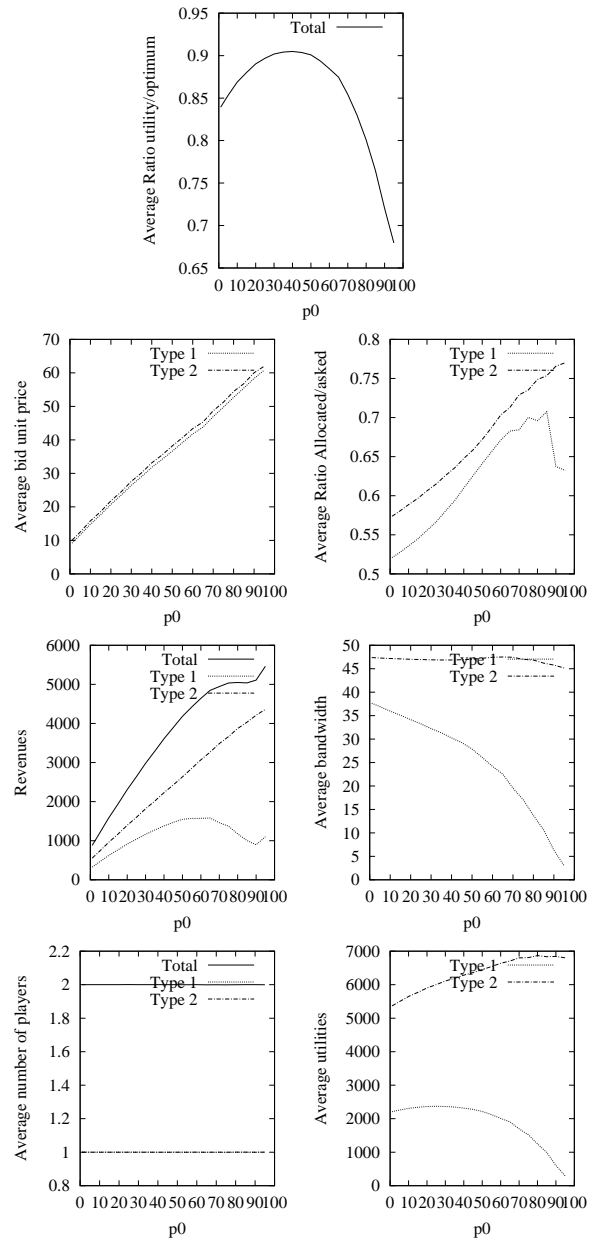 Average Ratio utility/optimum
0.95
0.9
0.85
0.8
0.75
0.7
0.65
Total
0 10 20 30 40 50 60 70 80 90 100
p0
Average bid unit price
70
60
50
40
30
20
10
0
Type 1
Type 2
0 10 20 30 40 50 60 70 80 90 100
p0
Average Ratio Allocated/asked
0.8
0.75
0.7
0.65
0.6
0.55
0.5
Type 1
Type 2
0 10 20 30 40 50 60 70 80 90 100
p0
Revenues
6000
5000
4000
3000
2000
1000
0
Total
Type 1
Type 2
0 10 20 30 40 50 60 70 80 90 100
p0
Average bandwidth
50
45
40
35
30
25
20
15
10
5
0
Type 1
Type 2
0 10 20 30 40 50 60 70 80 90 100
p0
Average number of players
2.2
2
1.8
1.6
1.4
1.2
1
0.8
Total
Type 1
Type 2
0 10 20 30 40 50 60 70 80 90 100
p0
Average utilities
7000
6000
5000
4000
3000
2000
1000
0
Type 1
Type 2
0 10 20 30 40 50 60 70 80 90 100
p0